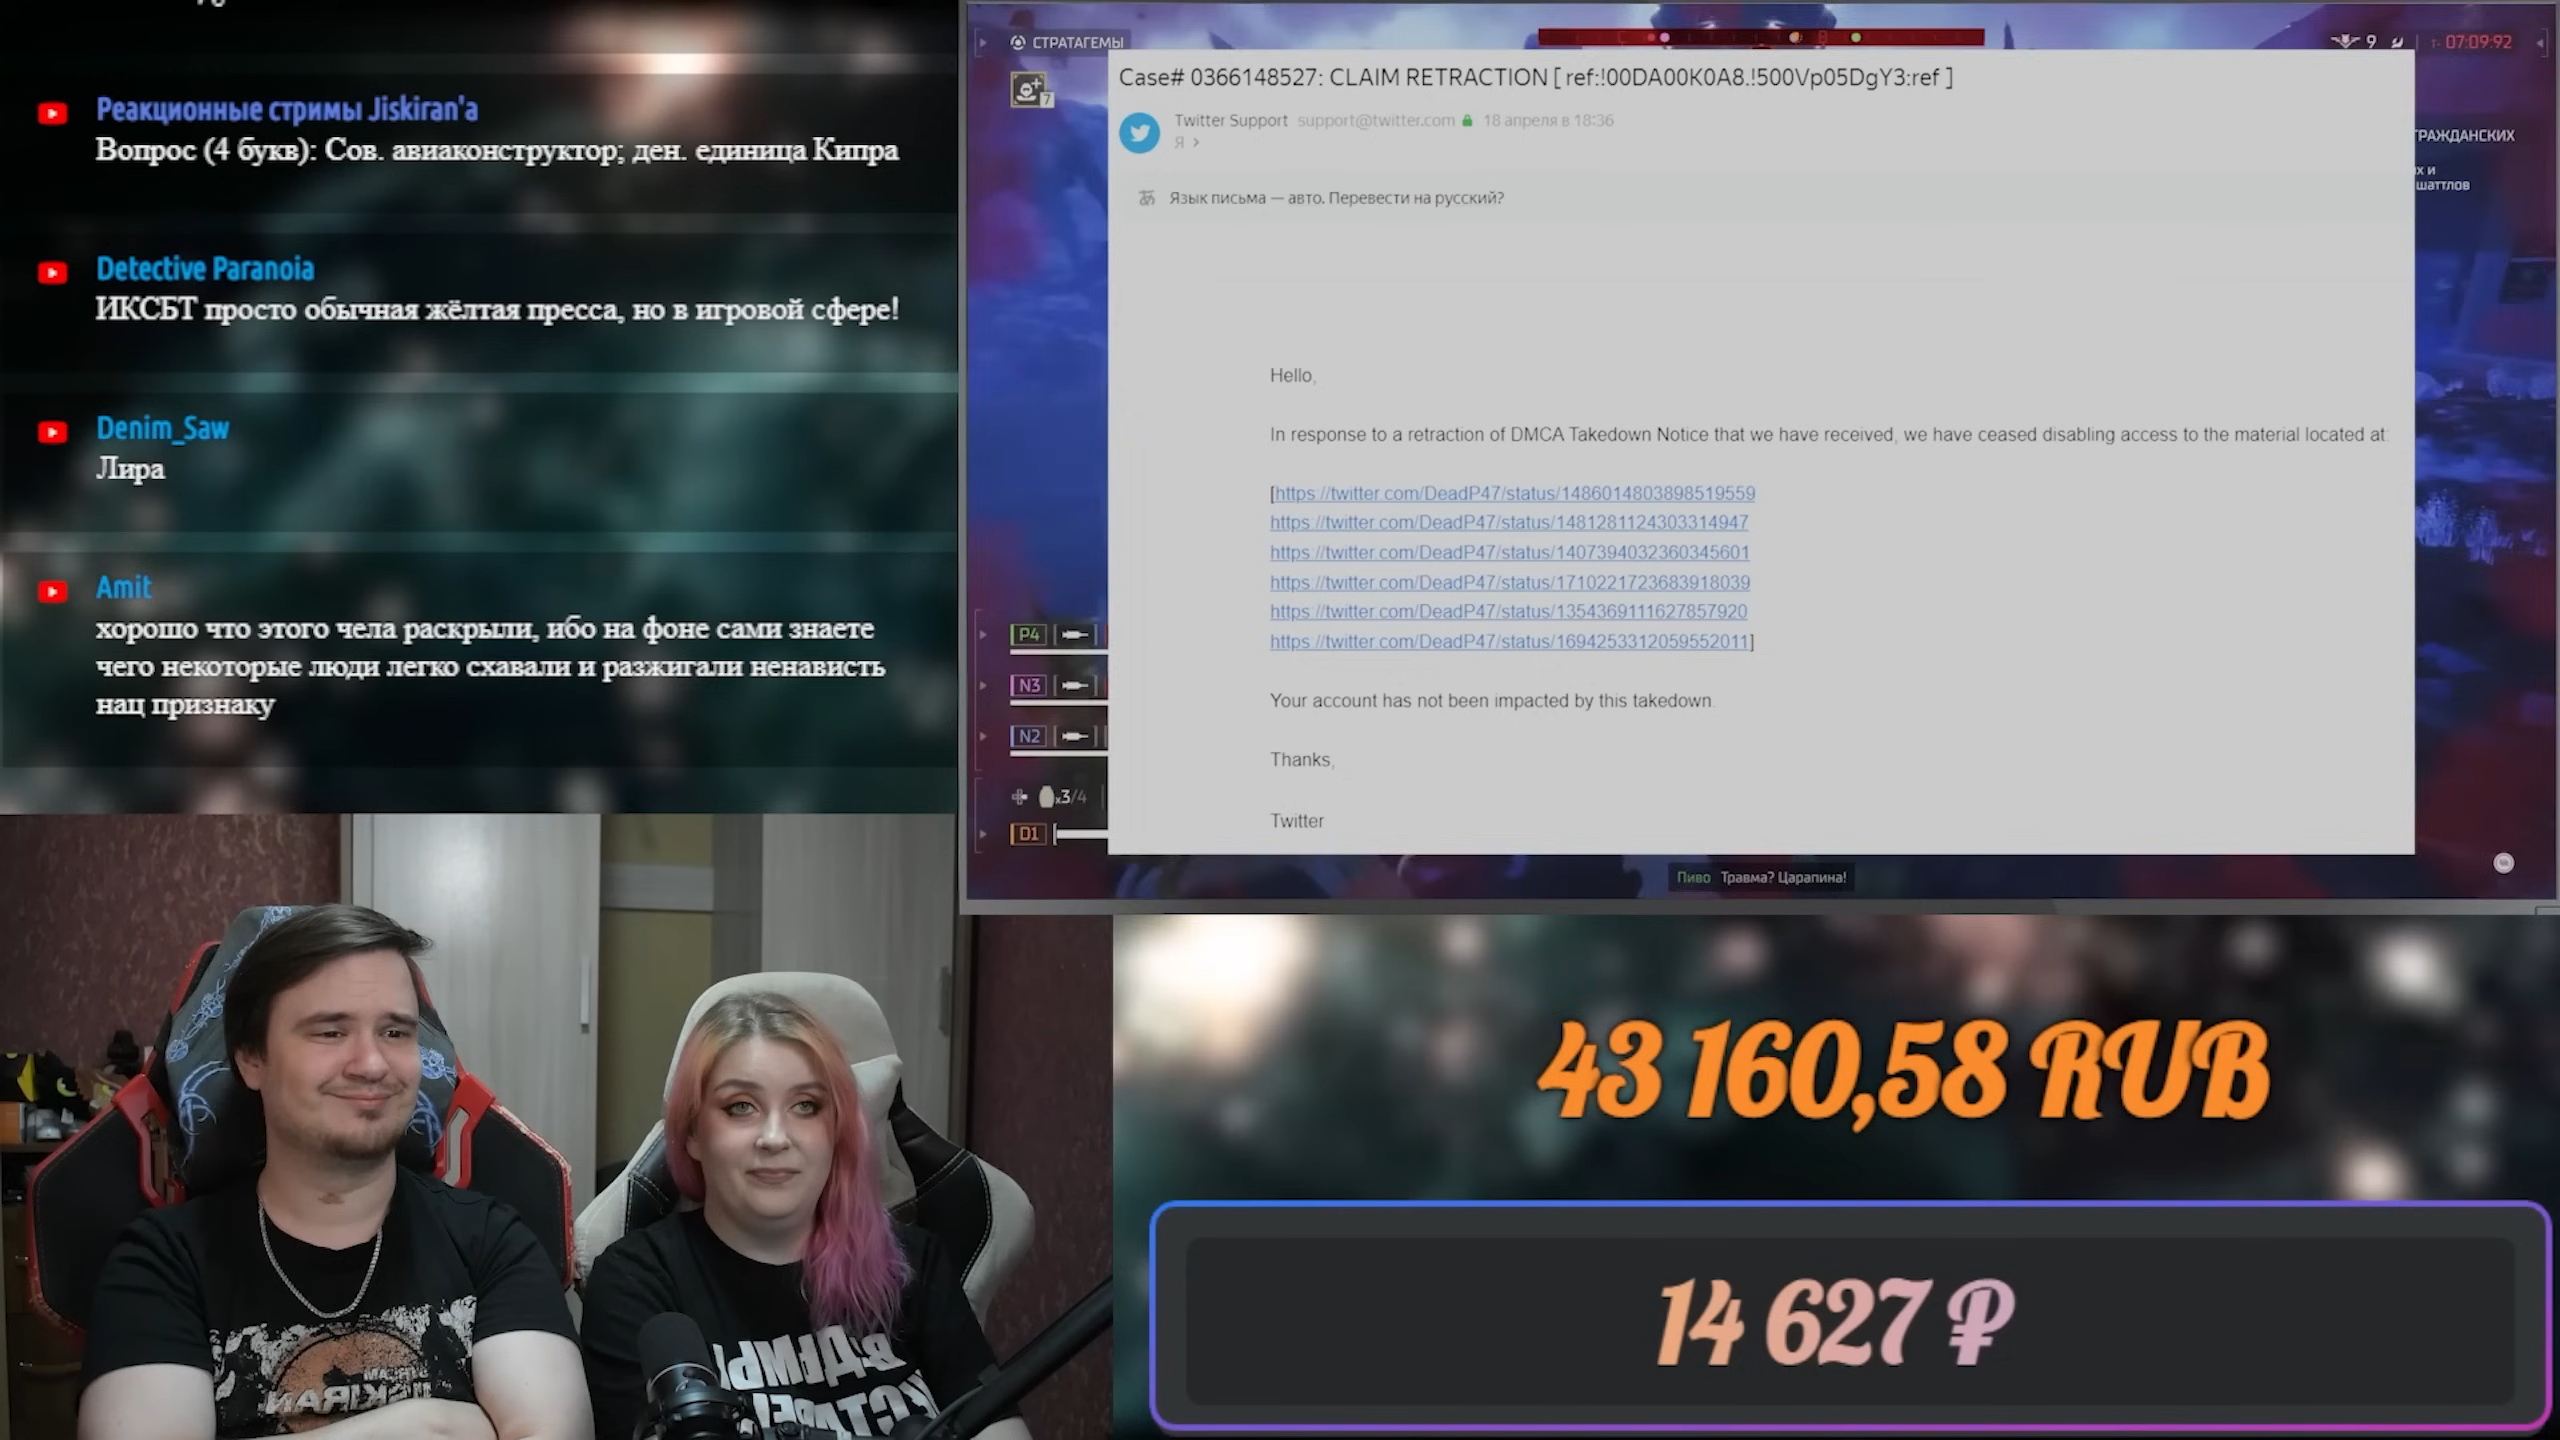 Реакционные стримы Jiskiran'a
Вопрос (4 букв): Сов. авиаконструктор; ден. единица Кипра
Detective Paranoia
ИКСБТ просто обычная жёлтая пресса, но в игровой сфере!
Denim_Saw
Лира
Amit
хорошо что этого чела раскрыли, ибо на фоне сами знаете
чего некоторые люди легко схавали и разжигали ненависть
нац признаку
СТРАТАГЕМЫ
7
9
Т- 07:09:92
ГРАЖДАНСКИХ
х и
шаттлов
Case# 0366148527: CLAIM RETRACTION [ ref:!00DA00K0A8.!500Vp05DgY3:ref ]
Twitter Support support@twitter.com 18 апреля в 18:36
Я >
Язык письма — авто. Перевести на русский?
Hello,
In response to a retraction of DMCA Takedown Notice that we have received, we have ceased disabling access to the material located at:
[https://twitter.com/DeadP47/status/1486014803898519559
https://twitter.com/DeadP47/status/1481281124303314947
https://twitter.com/DeadP47/status/1407394032360345601
https://twitter.com/DeadP47/status/1710221723683918039
https://twitter.com/DeadP47/status/1354369111627857920
https://twitter.com/DeadP47/status/1694253312059552011]
Your account has not been impacted by this takedown.
Thanks,
Twitter
P4
N3
N2
x3/4
D1
Пиво Травма? Царапина!
43 160,58 RUB
14 627 ₽